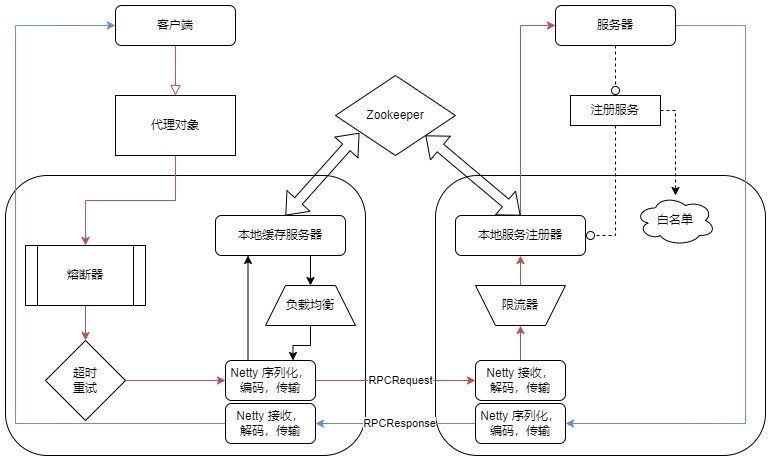 客户端
服务器
代理对象
Zookeeper
注册服务
白名单
本地缓存服务器
本地服务注册器
熔断器
负载均衡
限流器
超时
重试
Netty 序列化，
编码，传输
RPCRequest
Netty 接收，
解码，传输
Netty 接收，
解码，传输
RPCResponse
Netty 序列化，
编码，传输